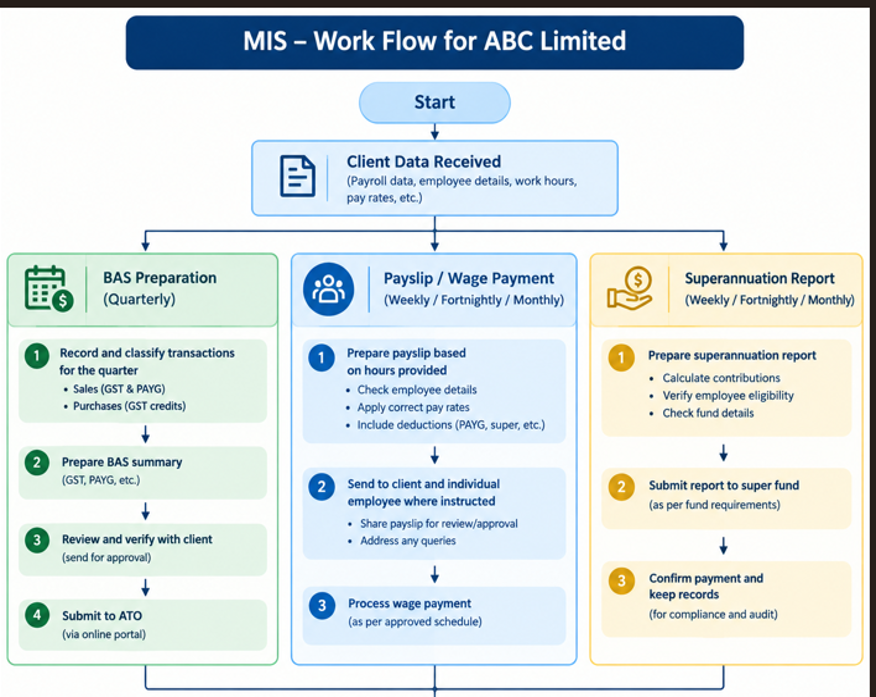 MIS – Work Flow for ABC Limited
Start
Client Data Received
(Payroll data, employee details, work hours,
pay rates, etc.)
BAS Preparation
(Quarterly)
1
Record and classify transactions
for the quarter
• Sales (GST & PAYG)
• Purchases (GST credits)
2
Prepare BAS summary
(GST, PAYG, etc.)
3
Review and verify with client
(send for approval)
4
Submit to ATO
(via online portal)
Payslip / Wage Payment
(Weekly / Fortnightly / Monthly)
1
Prepare payslip based
on hours provided
• Check employee details
• Apply correct pay rates
• Include deductions (PAYG, super, etc.)
2
Send to client and individual
employee where instructed
• Share payslip for review/approval
• Address any queries
3
Process wage payment
(as per approved schedule)
Superannuation Report
(Weekly / Fortnightly / Monthly)
1
Prepare superannuation report
• Calculate contributions
• Verify employee eligibility
• Check fund details
2
Submit report to super fund
(as per fund requirements)
3
Confirm payment and
keep records
(for compliance and audit)